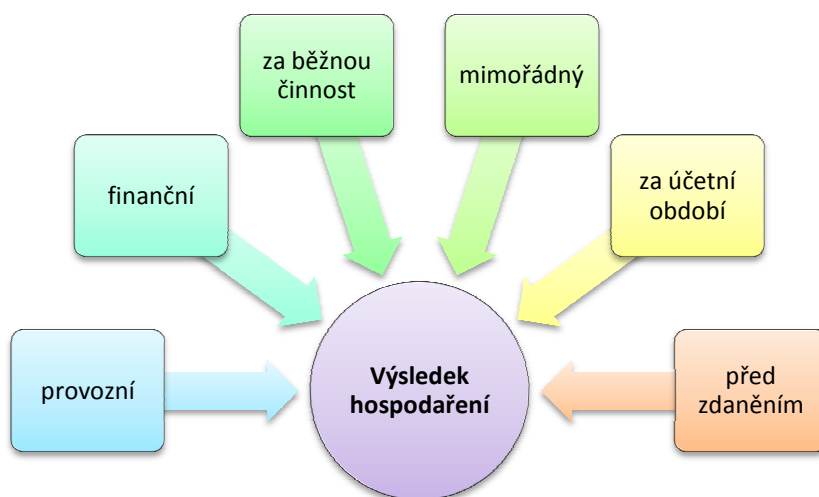 za běžnou
činnost
mimořádný
finanční
za účetní
období
provozní
Výsledek
hospodaření
před
zdaněním